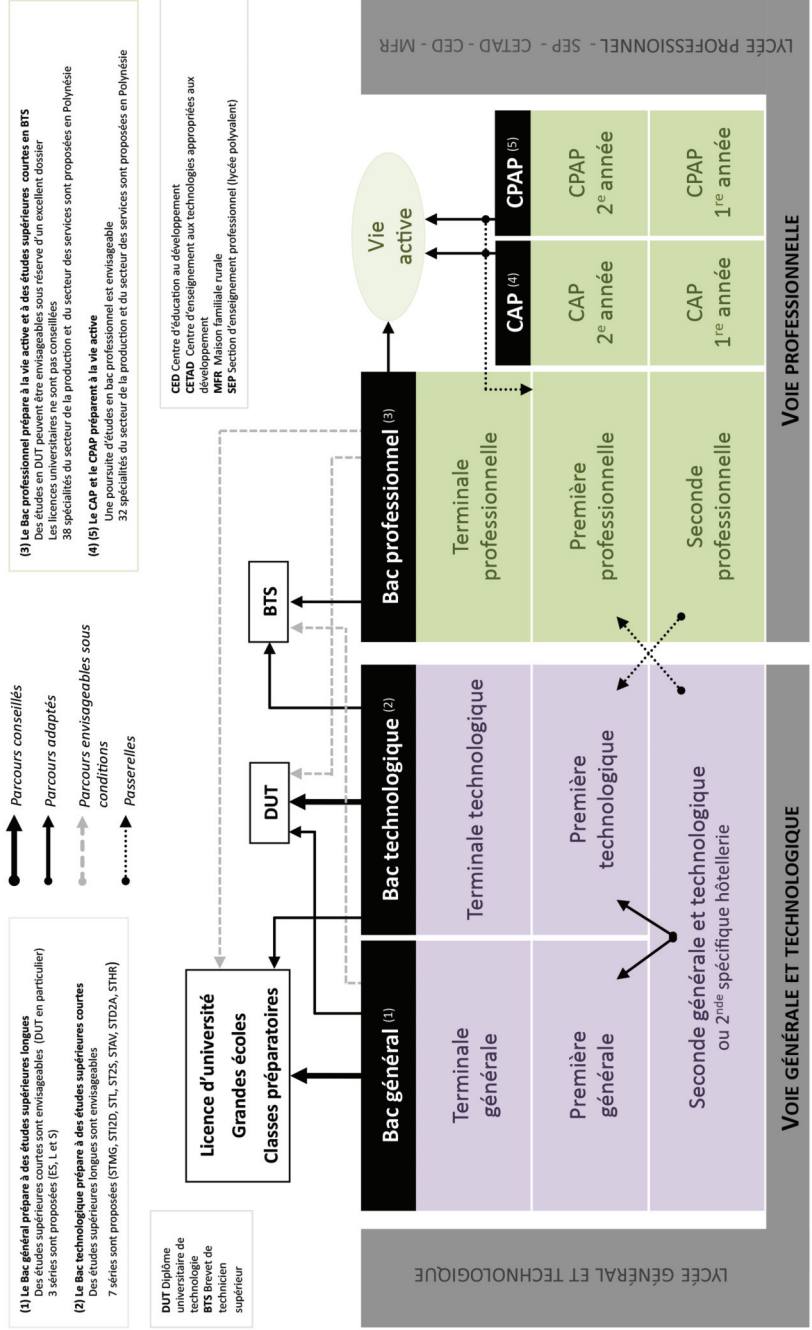 (1) Le Bac général prépare à des études supérieures longues
Des études supérieures courtes sont envisageables (DUT en particulier)
3 séries sont proposées (ES, L et S)
(2) Le Bac technologique prépare à des études supérieures courtes
Des études supérieures longues sont envisageables
7 séries sont proposées (STMG, STI2D, STL, ST2S, STAV, STD2A, STHR)
Parcours conseillés
Parcours adaptés
Parcours envisageables sous
conditions
Passerelles
(3) Le Bac professionnel prépare à la vie active et à des études supérieures courtes en BTS
Des études en DUT peuvent être envisageables sous réserve d'un excellent dossier
Les licences universitaires ne sont pas conseillées
38 spécialités du secteur de la production et du secteur des services sont proposées en Polynésie
(4) (5) Le CAP et le CPAP préparent à la vie active
Une poursuite d'études en bac professionnel est envisageable
32 spécialités du secteur de la production et du secteur des services sont proposées en Polynésie
DUT Diplôme
universitaire de
technologie
BTS Brevet de
technicien
supérieur
CED Centre d'éducation au développement
CETAD Centre d'enseignement aux technologies appropriées aux
développement
MFR Maison familiale rurale
SEP Section d'enseignement professionnel (lycée polyvalent)
Licence d'université
Grandes écoles
Classes préparatoires
DUT
BTS
Vie
active
Bac général (1)
Bac technologique (2)
Bac professionnel (3)
CAP (4)
CPAP (5)
Terminale
générale
Terminale technologique
Terminale
professionnelle
CAP
2e année
CPAP
2e année
Première
générale
Première
technologique
Première
professionnelle
Seconde générale et technologique
ou 2nde spécifique hôtellerie
Seconde
professionnelle
CAP
1re année
CPAP
1re année
LYCÉE GÉNÉRAL ET TECHNOLOGIQUE
VOIE GÉNÉRALE ET TECHNOLOGIQUE
VOIE PROFESSIONNELLE
LYCÉE PROFESSIONNEL - SEP - CETAD - CED - MFR